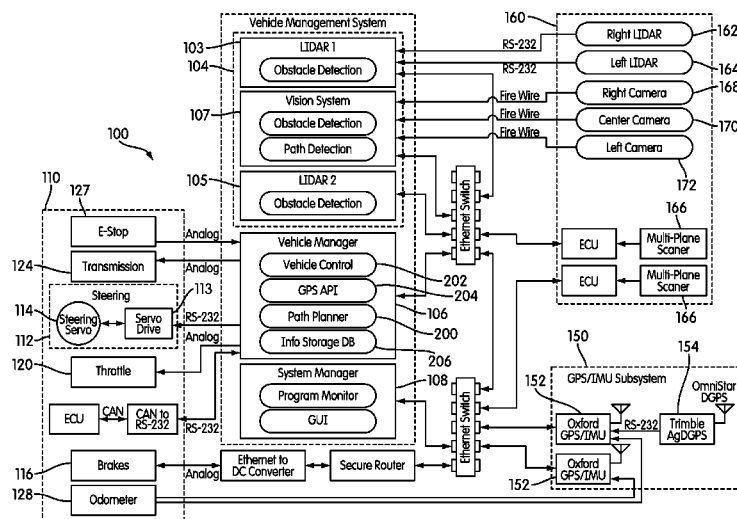 Vehicle Management System
103
LIDAR 1
104
Obstacle Detection
Vision System
107
Obstacle Detection
Path Detection
105
LIDAR 2
Obstacle Detection
100
110
127
E-Stop
Analog
124
Transmission
Analog
Steering
114
Steering
Servo
113
Servo
Drive
RS-232
112
Analog
120
Throttle
ECU
CAN
CAN to
RS-232
RS-232
116
Brakes
Analog
128
Odometer
Vehicle Manager
Vehicle Control
202
GPS API
204
106
Path Planner
200
Info Storage DB
206
System Manager
108
Program Monitor
GUI
Ethernet to
DC Converter
Secure Router
Ethernet Switch
Ethernet Switch
160
RS-232
Right LIDAR
162
RS-232
Left LIDAR
164
Fire Wire
Right Camera
168
Fire Wire
Center Camera
170
Fire Wire
Left Camera
172
166
ECU
Multi-Plane
Scaner
ECU
Multi-Plane
Scaner
166
150
154
GPS/IMU Subsystem
OmniStar
DGPS
152
Oxford
GPS/IMU
RS-232
Trimble
AgDGPS
Oxford
GPS/IMU
152